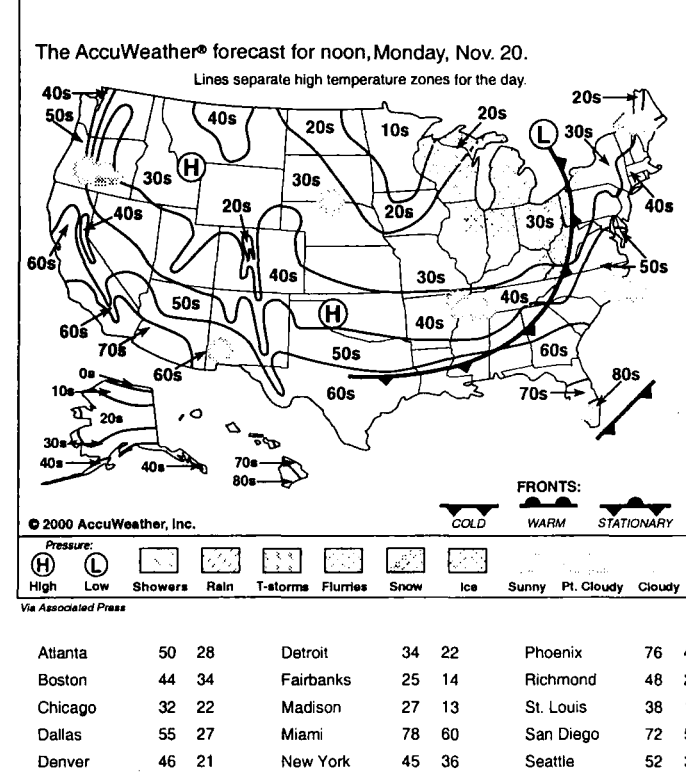 The AccuWeather® forecast for noon, Monday, Nov. 20.
Lines separate high temperature zones for the day.
40s
50s
40s
20s
10s
20s
20s
30s
40s
30s
30s
20s
30s
50s
60s
40s
20s
40s
30s
50s
40s
40s
60s
70s
50s
60s
60s
60s
70s
80s
0s
10s
20s
30s
40s
40s
70s
80s
H
H
L
FRONTS:
COLD WARM STATIONARY
© 2000 AccuWeather, Inc.
Pressure:
H L
High Low Showers Rain T-storms Flurries Snow Ice Sunny Pt. Cloudy Cloudy
Via Associated Press
Atlanta 50 28 Detroit 34 22 Phoenix 76
Boston 44 34 Fairbanks 25 14 Richmond 48
Chicago 32 22 Madison 27 13 St. Louis 38
Dallas 55 27 Miami 78 60 San Diego 72
Denver 46 21 New York 45 36 Seattle 52